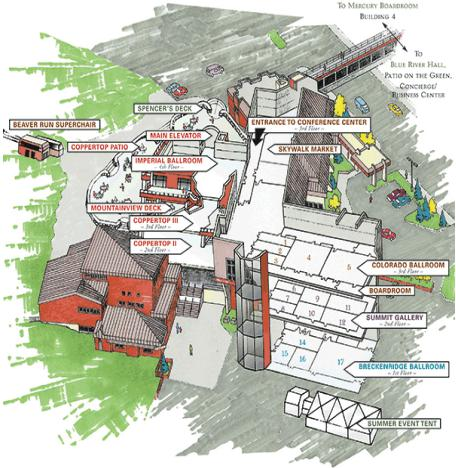 To Mercury Boardroom
Building 4
To
Blue River Hall,
Patio on the Green,
Concierge/
Business Center
SPENCER'S DECK
BEAVER RUN SUPERCHAIR
MAIN ELEVATOR
ENTRANCE TO CONFERENCE CENTER
~ 3rd Floor ~
COPPERTOP PATIO
SKYWALK MARKET
IMPERIAL BALLROOM
~ 4th Floor ~
MOUNTAINVIEW DECK
COPPERTOP III
~ 3rd Floor ~
COPPERTOP II
~ 2nd Floor ~
1
3
4
5
COLORADO BALLROOM
~ 3rd Floor ~
BOARDROOM
7
9
11
8
10
12
SUMMIT GALLERY
~ 2nd Floor ~
14
15
16
17
BRECKENRIDGE BALLROOM
~ 1st Floor ~
SUMMER EVENT TENT